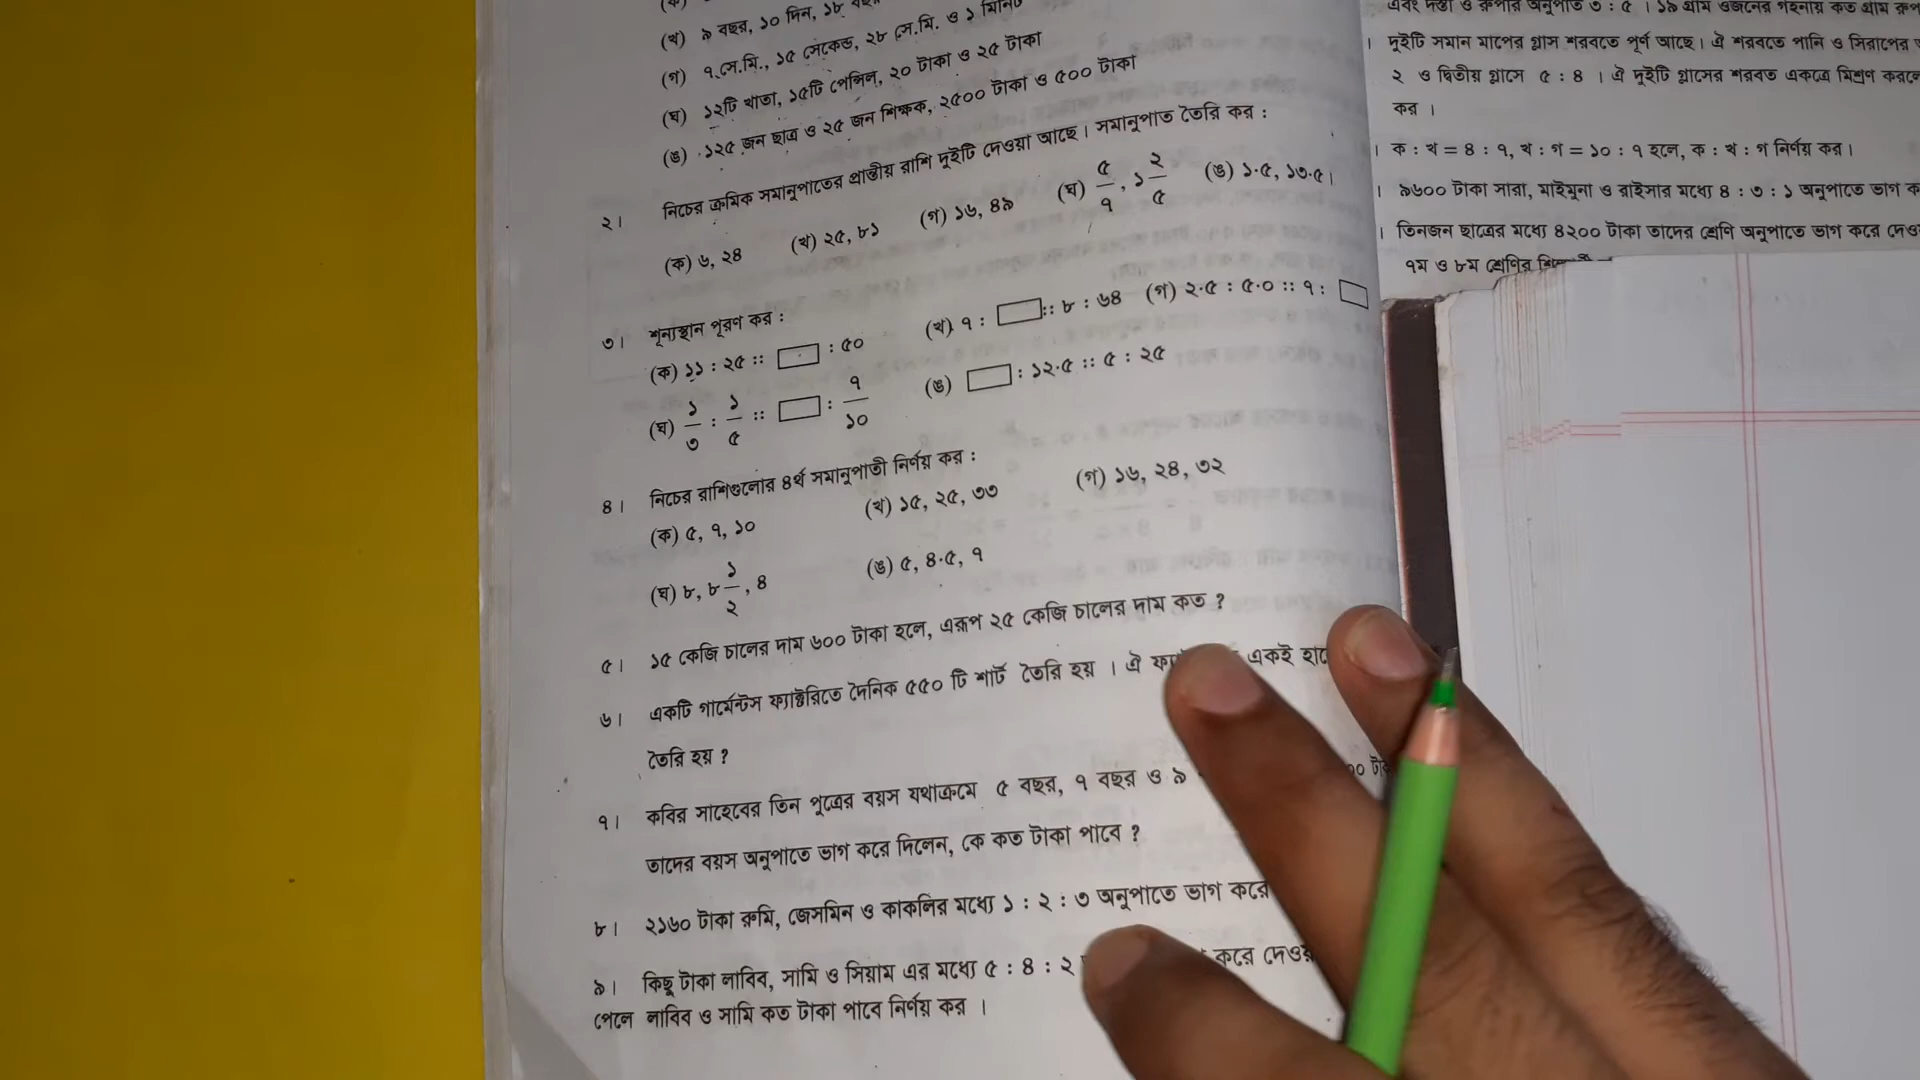 (খ) ৯ বছর, ১০ দিন, ১৮
(গ) ৭ সে.মি., ১৫ সেকেন্ড, ২৮ সে.মি. ও ১ মিনিট
(ঘ) ১২টি খাতা, ১৫টি পেন্সিল, ২০ টাকা ও ২৫ টাকা
(ঙ) ১২৫ জন ছাত্র ও ২৫ জন শিক্ষক, ২৫০০ টাকা ও ৫০০ টাকা
২। নিচের ক্রমিক সমানুপাতের প্রান্তীয় রাশি দুইটি দেওয়া আছে। সমানুপাত তৈরি কর :
(ক) ৬, ২৪ (খ) ২৫, ৮১ (গ) ১৬, ৪৯ (ঘ) ৫/৭, ১ ২/৫ (ঙ) ১·৫, ১৩·৫।
৩। শূন্যস্থান পূরণ কর :
(ক) ১১ : ২৫ :: □ : ৫০ (খ) ৭ : □ :: ৮ : ৬৪ (গ) ২·৫ : ৫·০ :: ৭ : □
(ঘ) ১/৩ : ১/৫ :: □ : ৭/১০ (ঙ) □ : ১২·৫ :: ৫ : ২৫
৪। নিচের রাশিগুলোর ৪র্থ সমানুপাতী নির্ণয় কর :
(ক) ৫, ৭, ১০ (খ) ১৫, ২৫, ৩৩ (গ) ১৬, ২৪, ৩২
(ঘ) ৮, ৮ ১/২, ৪ (ঙ) ৫, ৪·৫, ৭
৫। ১৫ কেজি চালের দাম ৬০০ টাকা হলে, এরূপ ২৫ কেজি চালের দাম কত ?
৬। একটি গার্মেন্টস ফ্যাক্টরিতে দৈনিক ৫৫০ টি শার্ট তৈরি হয় । ঐ একই
তৈরি হয় ?
৭। কবির সাহেবের তিন পুত্রের বয়স যথাক্রমে ৫ বছর, ৭ বছর ও ৯
তাদের বয়স অনুপাতে ভাগ করে দিলেন, কে কত টাকা পাবে ?
৮। ২১৬০ টাকা রুমি, জেসমিন ও কাকলির মধ্যে ১ : ২ : ৩ অনুপাতে ভাগ করে
৯। কিছু টাকা লাবিব, সামি ও সিয়াম এর মধ্যে ৫ : ৪ : ২ করে
পেলে লাবিব ও সামি কত টাকা পাবে নির্ণয় কর ।
ও রুপার অনুপাত ৩ : ৫ । ১৯ গ্রাম ওজনের গহনায় কত গ্রাম
। দুইটি সমান মাপের গ্লাস শরবতে পূর্ণ আছে। ঐ শরবতে পানি ও সিরাপের
২ ও দ্বিতীয় গ্লাসে ৫ : ৪ । ঐ দুইটি গ্লাসের শরবত একত্রে মিশ্রণ করলে
কর ।
। ক : খ = ৪ : ৭, খ : গ = ১০ : ৭ হলে, ক : খ : গ নির্ণয় কর।
। ৯৬০০ টাকা সারা, মাইমুনা ও রাইসার মধ্যে ৪ : ৩ : ১ অনুপাতে ভাগ
। তিনজন ছাত্রের মধ্যে ৪২০০ টাকা তাদের শ্রেণি অনুপাতে ভাগ করে
৭ম ও ৮ম শ্রেণির